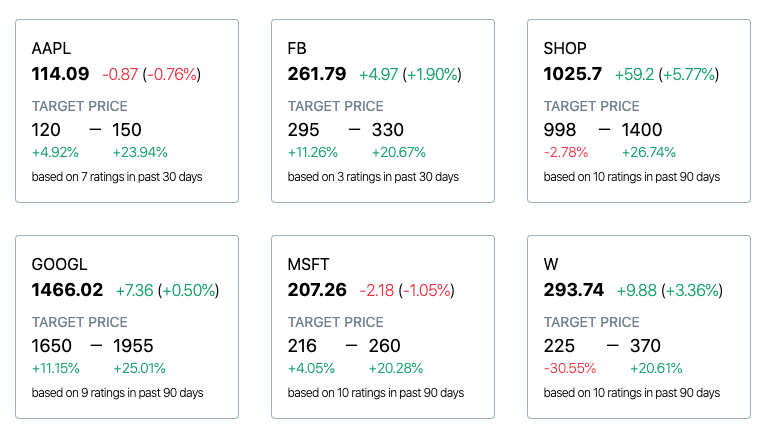 AAPL
114.09 -0.87 (-0.76%)
TARGET PRICE
120 — 150
+4.92% +23.94%
based on 7 ratings in past 30 days
FB
261.79 +4.97 (+1.90%)
TARGET PRICE
295 — 330
+11.26% +20.67%
based on 3 ratings in past 30 days
SHOP
1025.7 +59.2 (+5.77%)
TARGET PRICE
998 — 1400
-2.78% +26.74%
based on 10 ratings in past 90 days
GOOGL
1466.02 +7.36 (+0.50%)
TARGET PRICE
1650 — 1955
+11.15% +25.01%
based on 9 ratings in past 90 days
MSFT
207.26 -2.18 (-1.05%)
TARGET PRICE
216 — 260
+4.05% +20.28%
based on 10 ratings in past 90 days
W
293.74 +9.88 (+3.36%)
TARGET PRICE
225 — 370
-30.55% +20.61%
based on 10 ratings in past 90 days